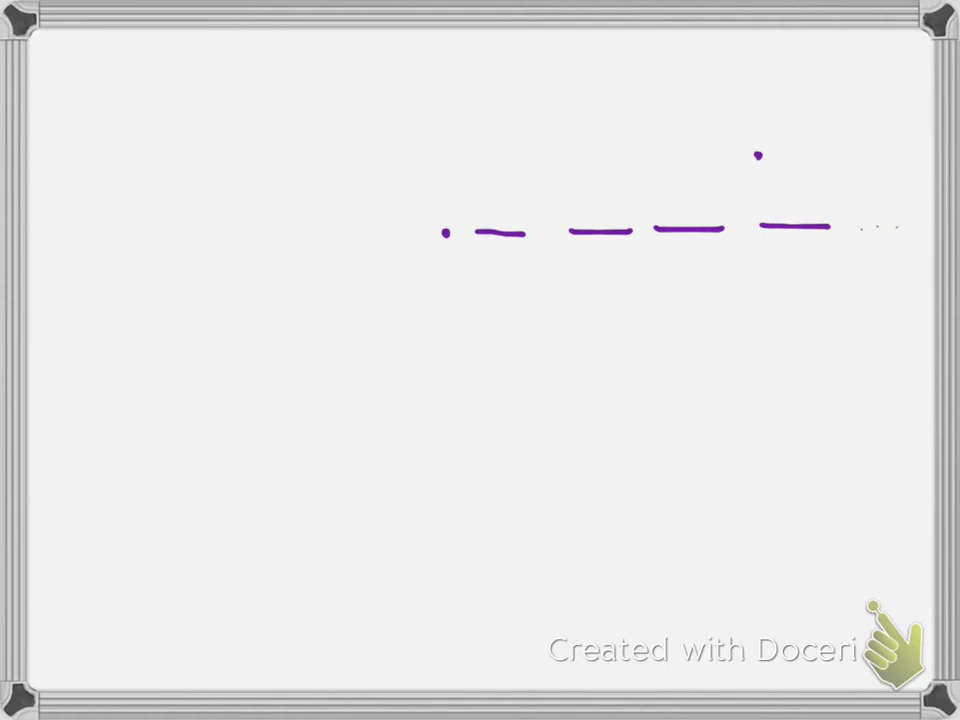 . _ _ _ _ . . .
Created with Doceri